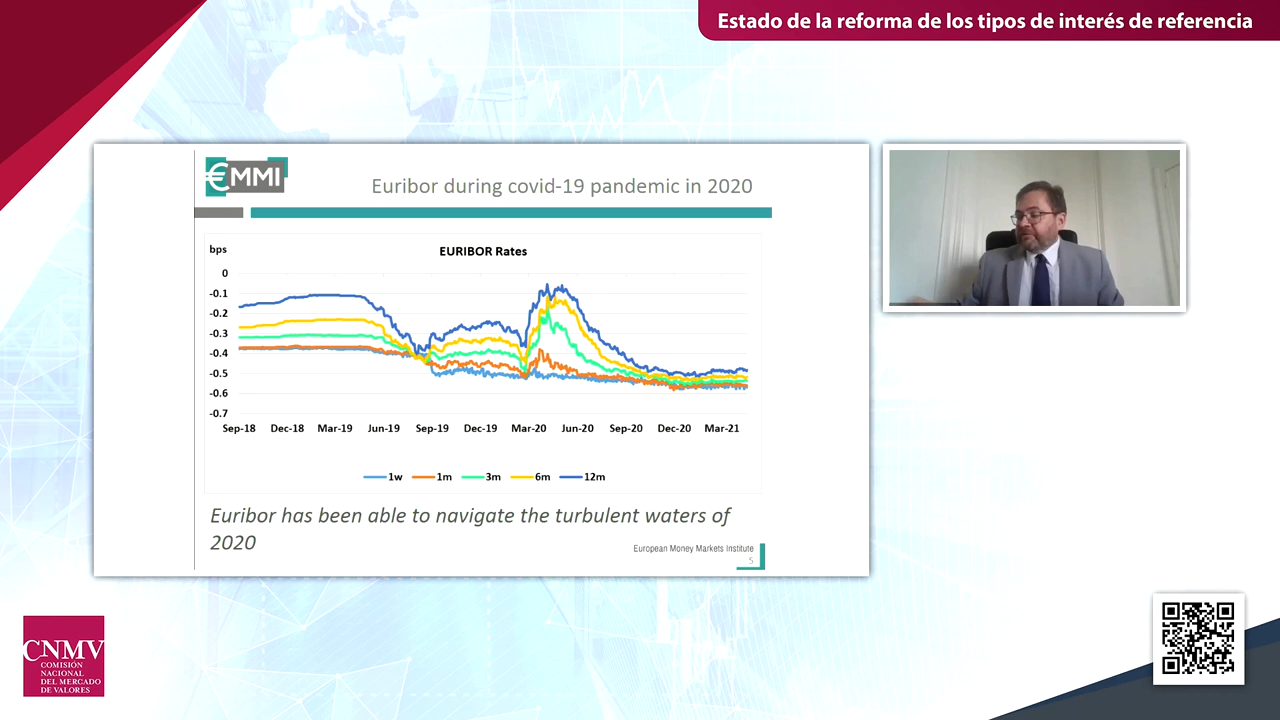 Estado de la reforma de los tipos de interés de referencia
€MMI
Euribor during covid-19 pandemic in 2020
bps
EURIBOR Rates
0
-0.1
-0.2
-0.3
-0.4
-0.5
-0.6
-0.7
Sep-18 Dec-18 Mar-19 Jun-19 Sep-19 Dec-19 Mar-20 Jun-20 Sep-20 Dec-20 Mar-21
1w 1m 3m 6m 12m
Euribor has been able to navigate the turbulent waters of
2020
European Money Markets Institute
5
CNMV
COMISIÓN
NACIONAL
DEL MERCADO
DE VALORES